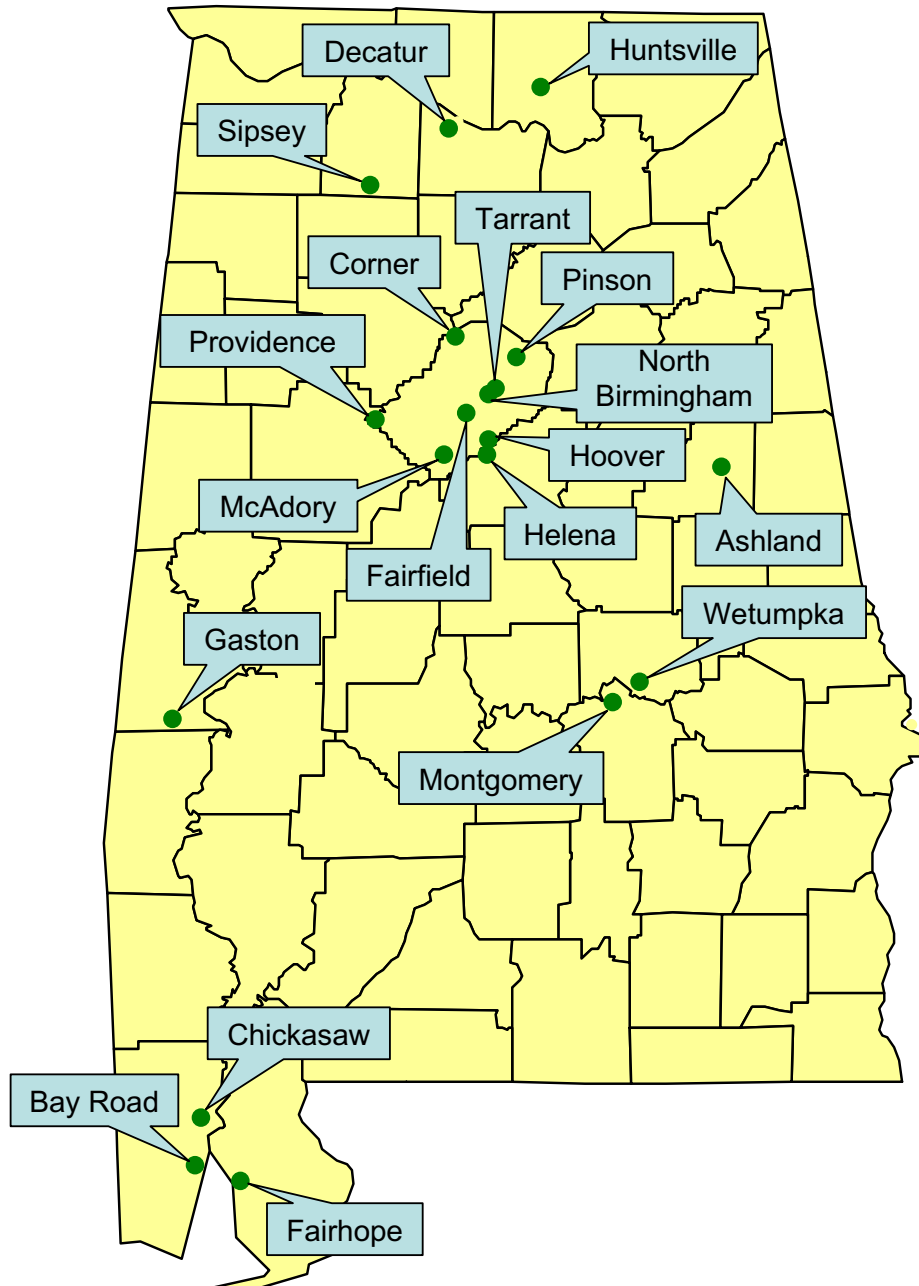 Decatur
Huntsville
Sipsey
Tarrant
Corner
Pinson
Providence
North
Birmingham
Hoover
McAdory
Helena
Ashland
Fairfield
Wetumpka
Gaston
Montgomery
Chickasaw
Bay Road
Fairhope